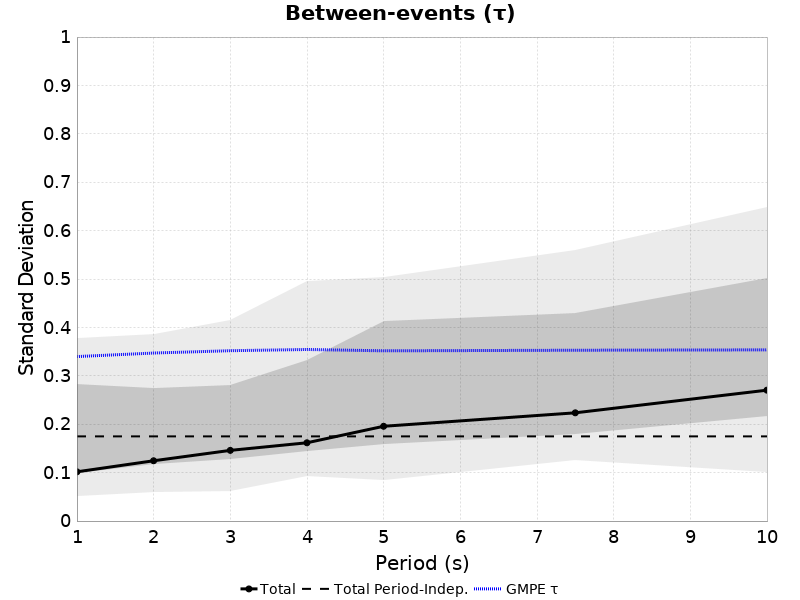 Between-events (τ)
1
0.9
0.8
0.7
0.6
0.5
0.4
0.3
0.2
0.1
0
Standard Deviation
1 2 3 4 5 6 7 8 9 10
Period (s)
Total Total Period-Indep. GMPE τ